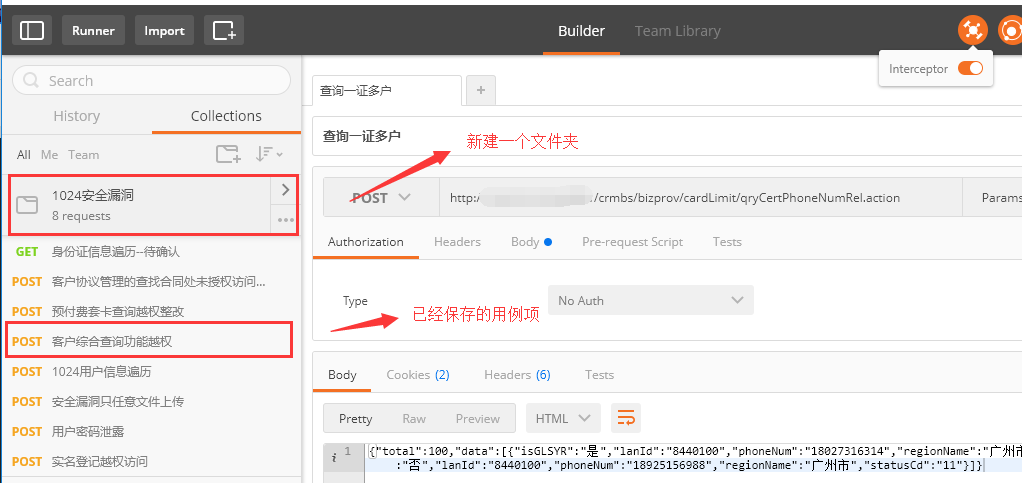 Runner
Import
Builder
Team Library
Interceptor
Search
History
Collections
All Me Team
1024安全漏洞
8 requests
GET 身份证信息遍历--待确认
POST 客户协议管理的查找合同处未授权访问...
POST 预付费套卡查询越权整改
POST 客户综合查询功能越权
POST 1024用户信息遍历
POST 安全漏洞只任意文件上传
POST 用户密码泄露
POST 实名登记越权访问
查询一证多户
+
查询一证多户
新建一个文件夹
POST
http:
/crmbs/bizprov/cardLimit/qryCertPhoneNumRel.action
Params
Authorization
Headers
Body
Pre-request Script
Tests
Type
No Auth
已经保存的用例项
Body
Cookies (2)
Headers (6)
Tests
Pretty
Raw
Preview
HTML
i 1
{"total":100,"data":[{"isGLSYR":"是","lanId":"8440100","phoneNum":"18027316314","regionName":"广州市
:"否","lanId":"8440100","phoneNum":"18925156988","regionName":"广州市","statusCd":"11"}]}